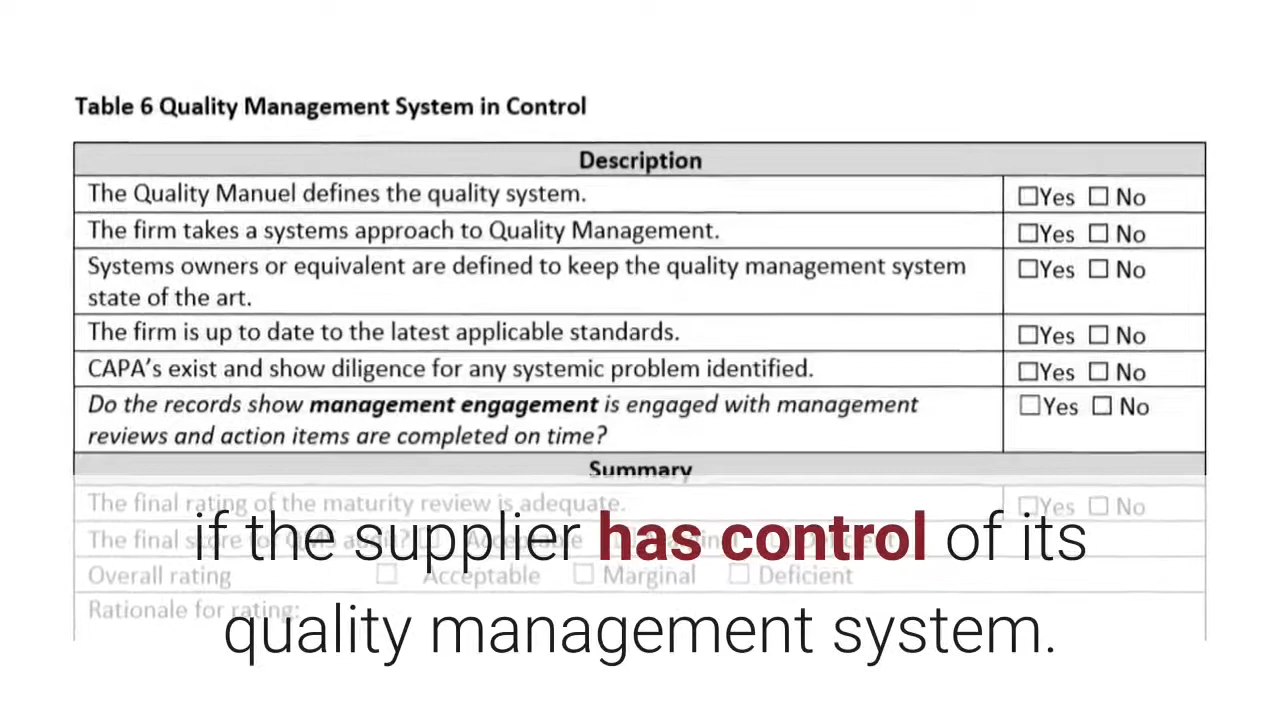 Table 6 Quality Management System in Control
Description
The Quality Manuel defines the quality system. ☐Yes ☐ No
The firm takes a systems approach to Quality Management. ☐Yes ☐ No
Systems owners or equivalent are defined to keep the quality management system
state of the art. ☐Yes ☐ No
The firm is up to date to the latest applicable standards. ☐Yes ☐ No
CAPA's exist and show diligence for any systemic problem identified. ☐Yes ☐ No
Do the records show management engagement is engaged with management
reviews and action items are completed on time? ☐Yes ☐ No
Summary
The final rating of the maturity review is adequate. ☐Yes ☐ No
The final score for QMS audit? ☐ Acceptable
Overall rating ☐ Acceptable ☐ Marginal ☐ Deficient
Rationale for rating:
if the supplier has control of its
quality management system.